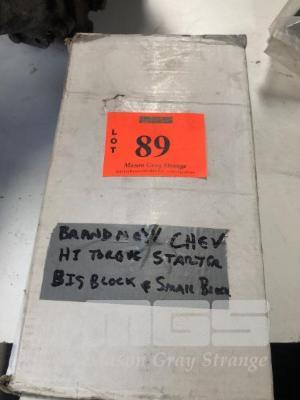 LOT
89
Mason Gray Strange
BRAND NEW CHEV
HI TORQUE STARTER
BIG BLOCK & SMALL BLOCK
MGS
Mason Gray Strange